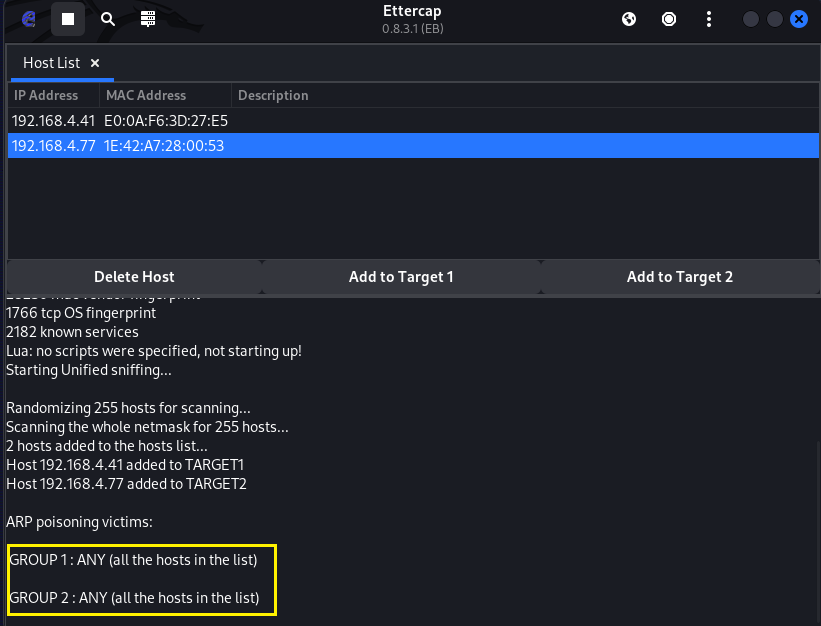 Ettercap
0.8.3.1 (EB)
Host List ×
IP Address MAC Address Description
192.168.4.41 E0:0A:F6:3D:27:E5
192.168.4.77 1E:42:A7:28:00:53
Delete Host Add to Target 1 Add to Target 2
fingerprint
1766 tcp OS fingerprint
2182 known services
Lua: no scripts were specified, not starting up!
Starting Unified sniffing...
Randomizing 255 hosts for scanning...
Scanning the whole netmask for 255 hosts...
2 hosts added to the hosts list...
Host 192.168.4.41 added to TARGET1
Host 192.168.4.77 added to TARGET2
ARP poisoning victims:
GROUP 1 : ANY (all the hosts in the list)
GROUP 2 : ANY (all the hosts in the list)